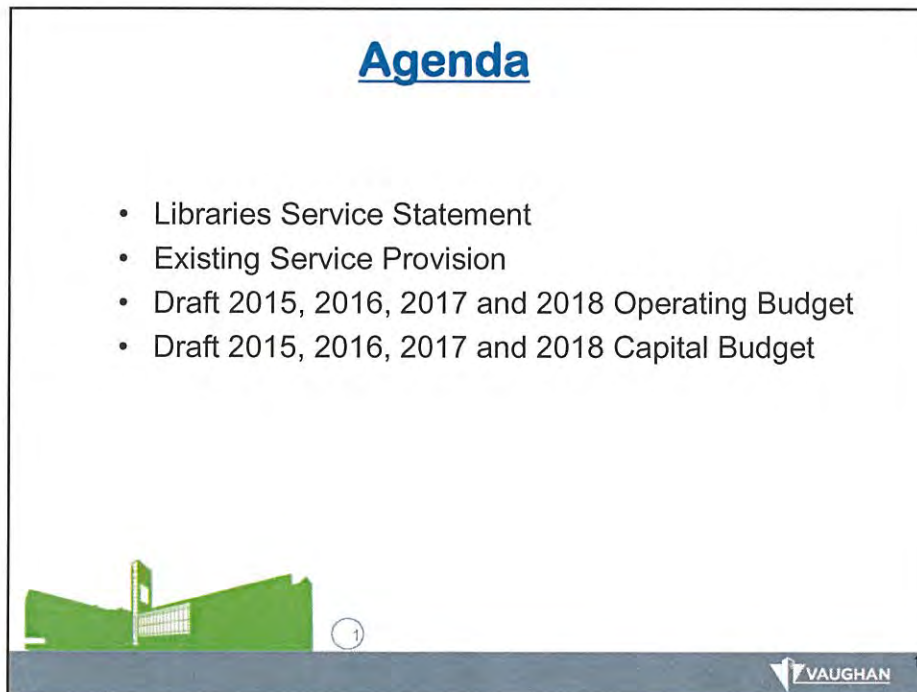 Agenda
• Libraries Service Statement
• Existing Service Provision
• Draft 2015, 2016, 2017 and 2018 Operating Budget
• Draft 2015, 2016, 2017 and 2018 Capital Budget
1
VAUGHAN
1